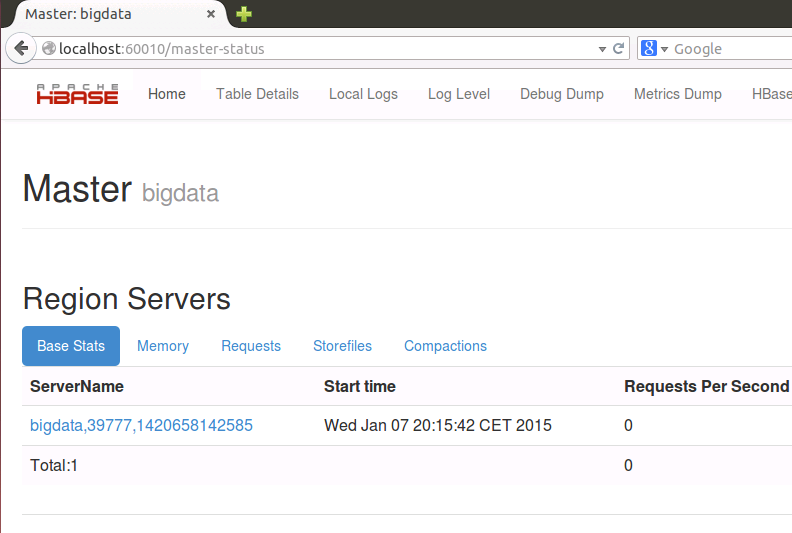 Master: bigdata
localhost:60010/master-status
Google
APACHE
HBASE
Home Table Details Local Logs Log Level Debug Dump Metrics Dump HBase
Master bigdata
Region Servers
Base Stats Memory Requests Storefiles Compactions
ServerName Start time Requests Per Second
bigdata,39777,1420658142585 Wed Jan 07 20:15:42 CET 2015 0
Total:1 0